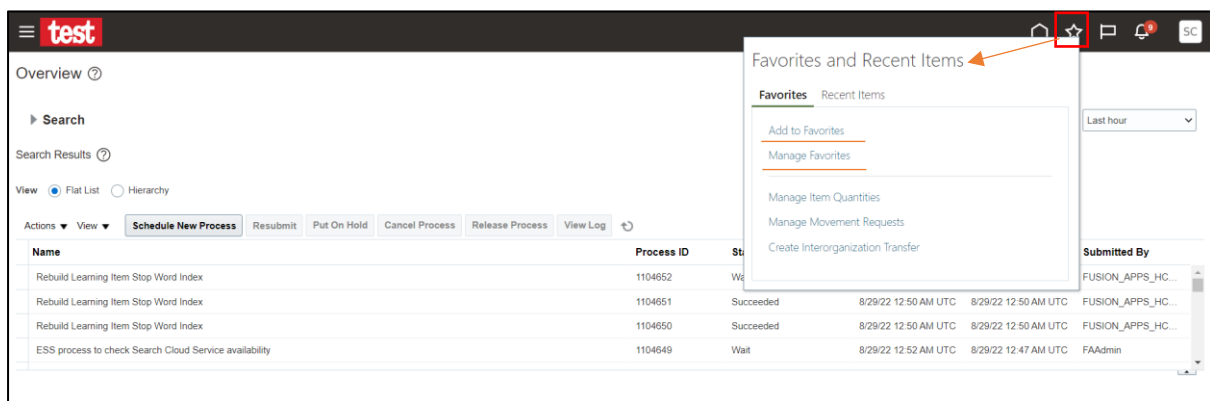 test
9
SC
Overview
Favorites and Recent Items
Favorites Recent Items
Search
Last hour
Add to Favorites
Search Results
Manage Favorites
View Flat List Hierarchy
Manage Item Quantities
Actions View Schedule New Process Resubmit Put On Hold Cancel Process Release Process View Log
Manage Movement Requests
Create Interorganization Transfer
Name Process ID Submitted By
Rebuild Learning Item Stop Word Index 1104652 FUSION_APPS_HC...
Rebuild Learning Item Stop Word Index 1104651 Succeeded 8/29/22 12:50 AM UTC 8/29/22 12:50 AM UTC FUSION_APPS_HC...
Rebuild Learning Item Stop Word Index 1104650 Succeeded 8/29/22 12:50 AM UTC 8/29/22 12:50 AM UTC FUSION_APPS_HC...
ESS process to check Search Cloud Service availability 1104649 Wait 8/29/22 12:52 AM UTC 8/29/22 12:47 AM UTC FAAdmin